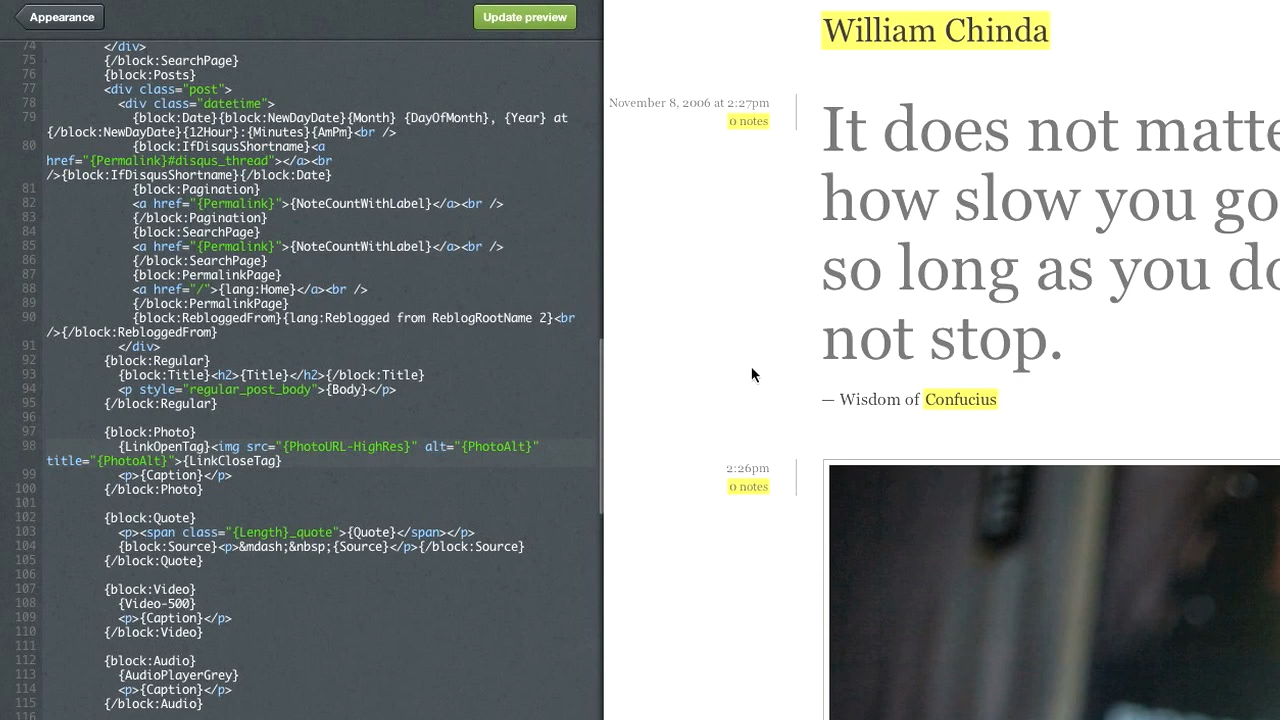 Appearance
Update preview
74 </div>
75 {/block:SearchPage}
76 {block:Posts}
77 <div class="post">
78 <div class="datetime">
79 {block:Date}{block:NewDayDate}{Month} {DayOfMonth}, {Year} at
{/block:NewDayDate}{12Hour}:{Minutes}{AmPm}<br />
80 {block:IfDisqusShortname}<a
href="{Permalink}#disqus_thread"></a><br
/>{block:IfDisqusShortname}{/block:Date}
81 {block:Pagination}
82 <a href="{Permalink}">{NoteCountWithLabel}</a><br />
83 {/block:Pagination}
84 {block:SearchPage}
85 <a href="{Permalink}">{NoteCountWithLabel}</a><br />
86 {/block:SearchPage}
87 {block:PermalinkPage}
88 <a href="/">{lang:Home}</a><br />
89 {/block:PermalinkPage}
90 {block:RebloggedFrom}{lang:Reblogged from ReblogRootName 2}<br
/>{/block:RebloggedFrom}
91 </div>
92 {block:Regular}
93 {block:Title}<h2>{Title}</h2>{/block:Title}
94 <p style="regular_post_body">{Body}</p>
95 {/block:Regular}
96
97 {block:Photo}
98 {LinkOpenTag}<img src="{PhotoURL-HighRes}" alt="{PhotoAlt}"
title="{PhotoAlt}">{LinkCloseTag}
99 <p>{Caption}</p>
100 {/block:Photo}
101
102 {block:Quote}
103 <p><span class="{Length}_quote">{Quote}</span></p>
104 {block:Source}<p>&mdash;&nbsp;{Source}</p>{/block:Source}
105 {/block:Quote}
106
107 {block:Video}
108 {Video-500}
109 <p>{Caption}</p>
110 {/block:Video}
111
112 {block:Audio}
113 {AudioPlayerGrey}
114 <p>{Caption}</p>
115 {/block:Audio}
116
William Chinda
November 8, 2006 at 2:27pm
0 notes
It does not matte
how slow you go
so long as you do
not stop.
— Wisdom of Confucius
2:26pm
0 notes